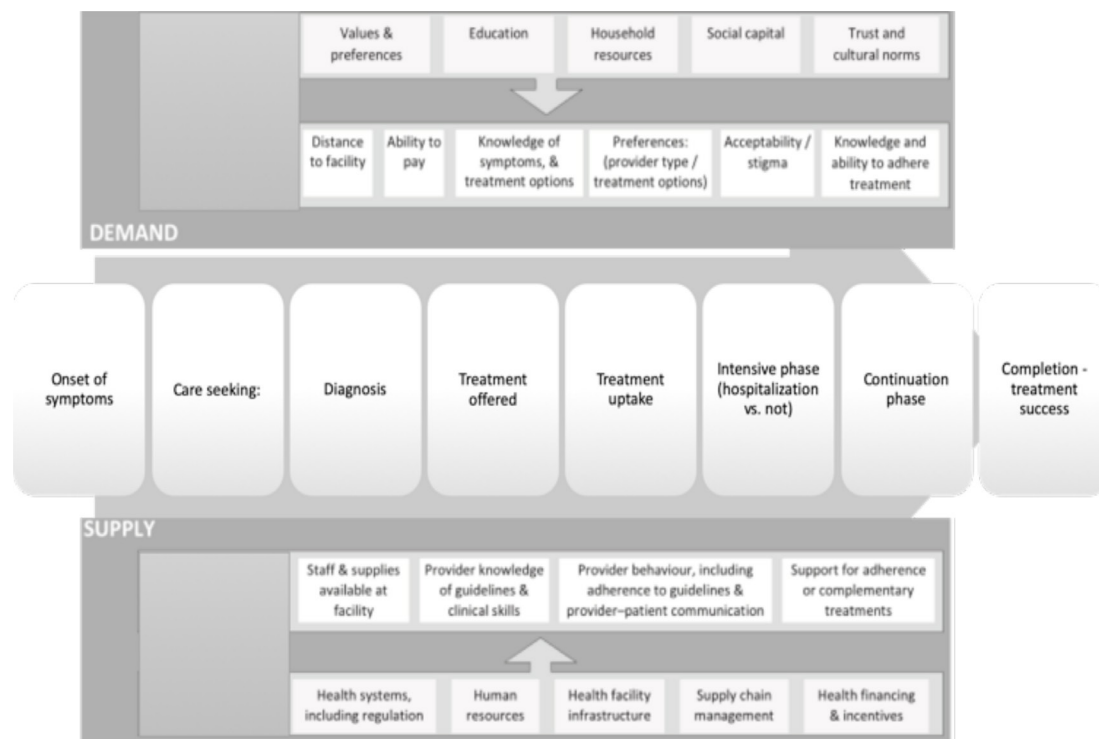 Values &
preferences
Education
Household
resources
Social capital
Trust and
cultural norms
Distance
to facility
Ability to
pay
Knowledge of
symptoms, &
treatment options
Preferences:
(provider type /
treatment options)
Acceptability /
stigma
Knowledge and
ability to adhere
treatment
DEMAND
Onset of
symptoms
Care seeking:
Diagnosis
Treatment
offered
Treatment
uptake
Intensive phase
(hospitalization
vs. not)
Continuation
phase
Completion -
treatment
success
SUPPLY
Staff & supplies
available at
facility
Provider knowledge
of guidelines &
clinical skills
Provider behaviour, including
adherence to guidelines &
provider–patient communication
Support for adherence
or complementary
treatments
Health systems,
including regulation
Human
resources
Health facility
infrastructure
Supply chain
management
Health financing
& incentives